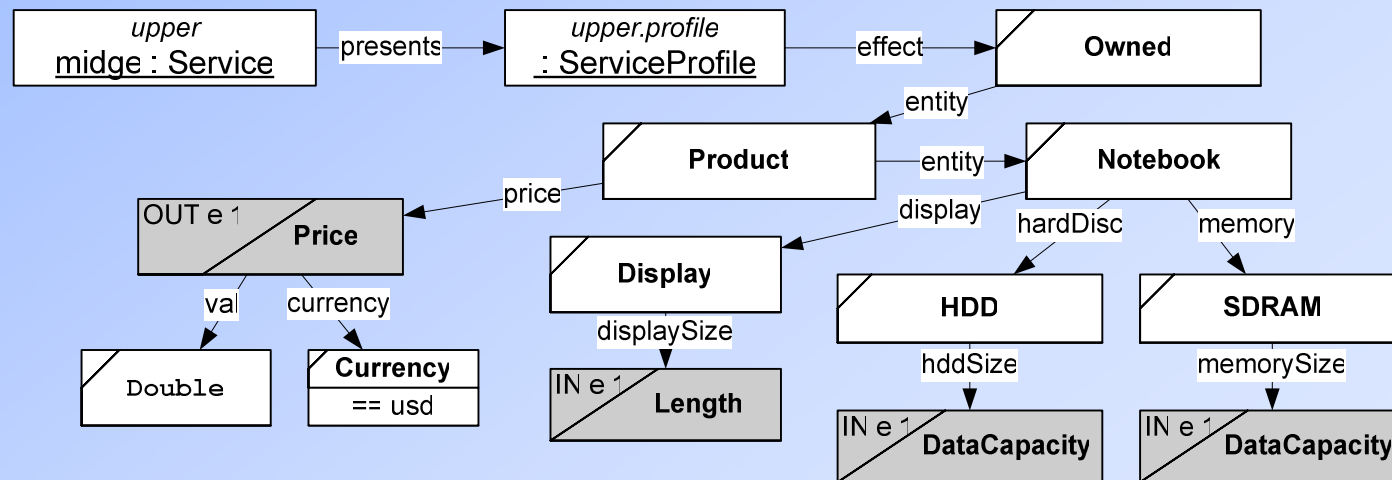 upper
midge : Service
presents
upper.profile
: ServiceProfile
effect
Owned
entity
Product
entity
Notebook
price
OUT e 1
Price
display
hardDisc
memory
Display
HDD
SDRAM
val
currency
displaySize
hddSize
memorySize
Double
Currency
== usd
IN e 1
Length
IN e 1
DataCapacity
IN e 1
DataCapacity